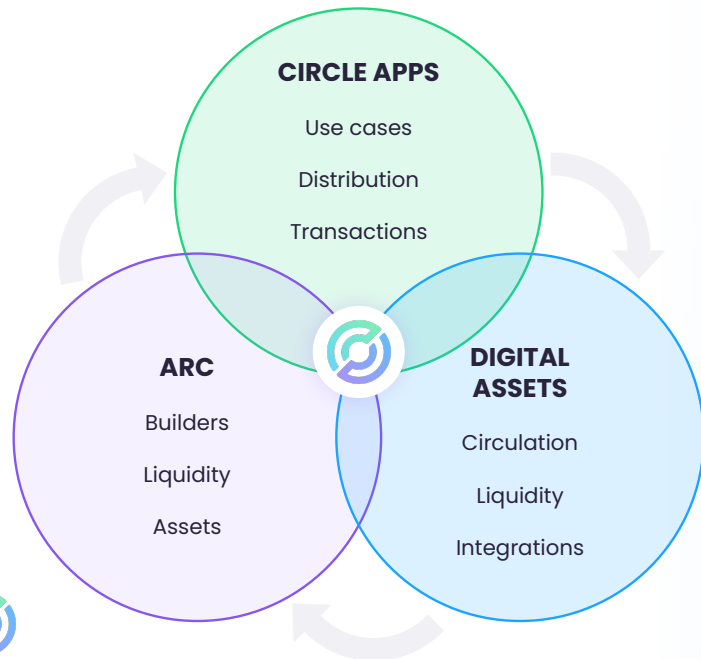 CIRCLE APPS
Use cases
Distribution
Transactions
ARC
Builders
Liquidity
Assets
DIGITAL
ASSETS
Circulation
Liquidity
Integrations